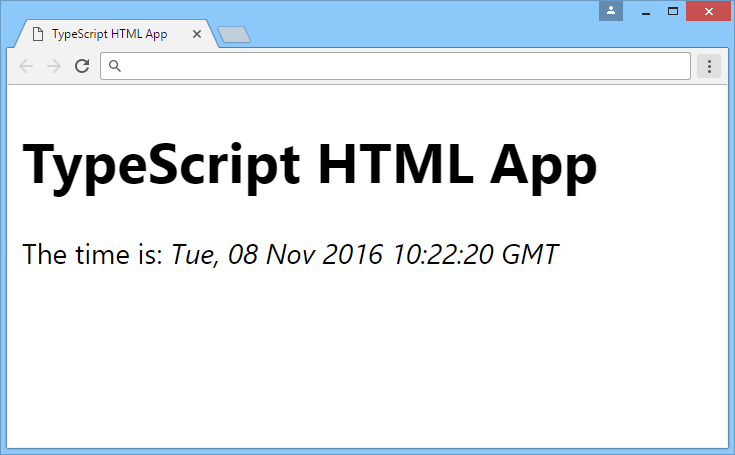 TypeScript HTML App
TypeScript HTML App
The time is: Tue, 08 Nov 2016 10:22:20 GMT